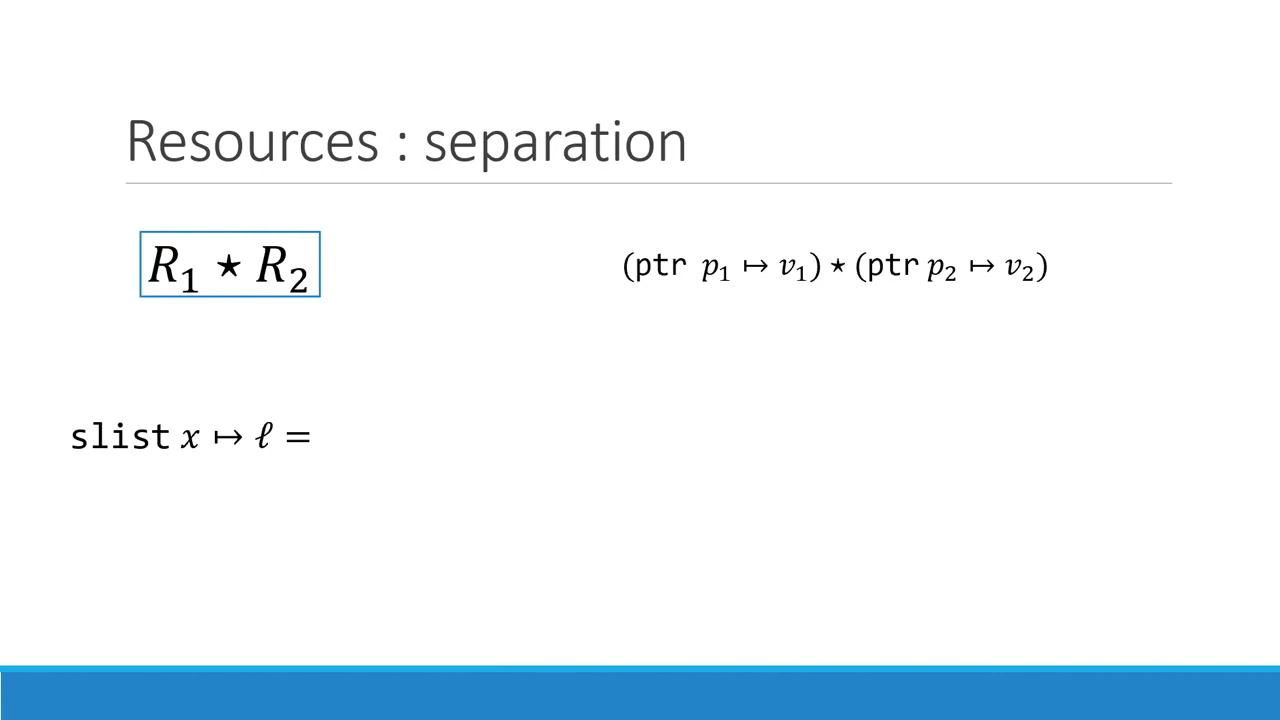 Resources : separation
R₁ ⋆ R₂
(ptr p₁ ↦ v₁) ⋆ (ptr p₂ ↦ v₂)
slist x ↦ ℓ =